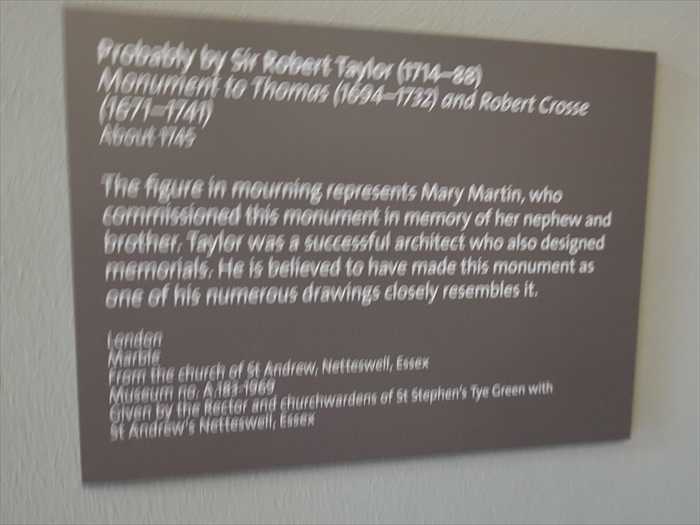 Probably by Sir Robert Taylor (1714–88)
Monument to Thomas (1694–1732) and Robert Crosse
(1671–1741)
About 1745
The figure in mourning represents Mary Martin, who
commissioned this monument in memory of her nephew and
brother. Taylor was a successful architect who also designed
memorials. He is believed to have made this monument as
one of his numerous drawings closely resembles it.
London
Marble
From the church of St Andrew, Netteswell, Essex
Museum no. A.183-1969
Given by the Rector and churchwardens of St Stephen's Tye Green with
St Andrew's Netteswell, Essex